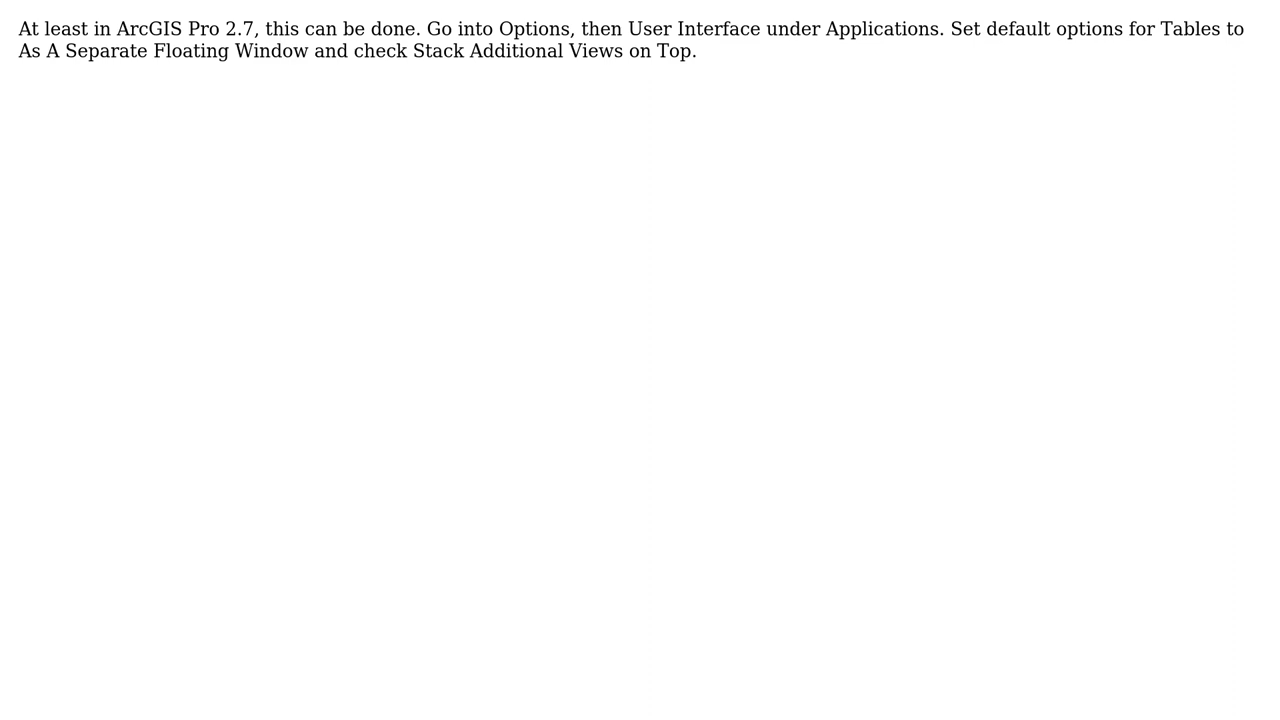 At least in ArcGIS Pro 2.7, this can be done. Go into Options, then User Interface under Applications. Set default options for Tables to
As A Separate Floating Window and check Stack Additional Views on Top.